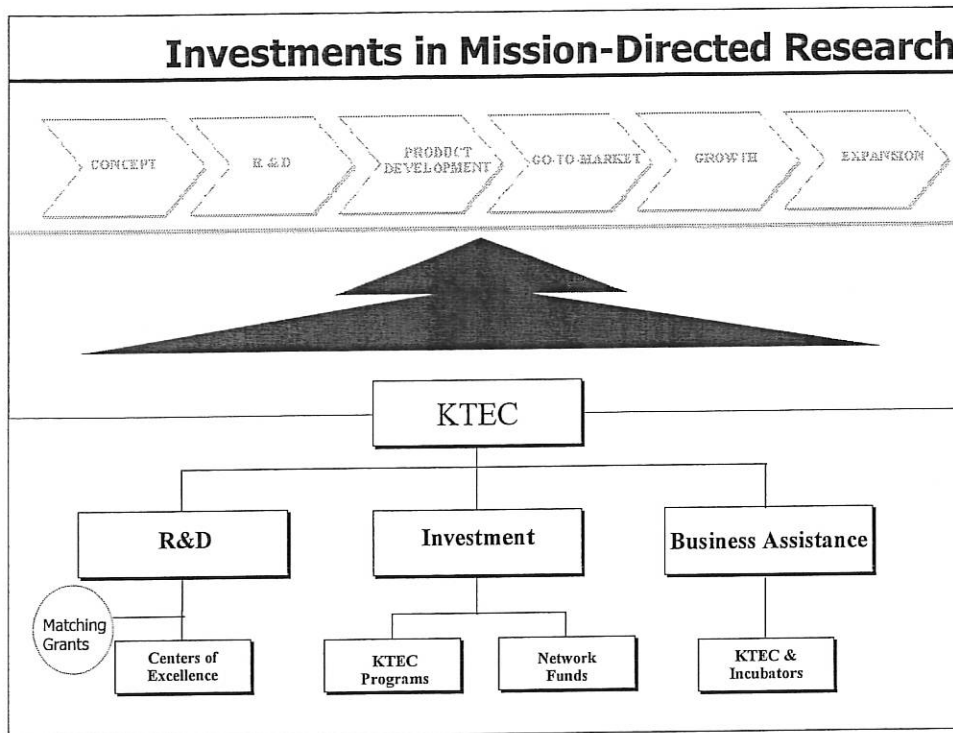 Investments in Mission-Directed Research
CONCEPT
R & D
PRODUCT
DEVELOPMENT
GO-TO-MARKET
GROWTH
EXPANSION
KTEC
R&D
Investment
Business Assistance
Matching
Grants
Centers of
Excellence
KTEC
Programs
Network
Funds
KTEC &
Incubators